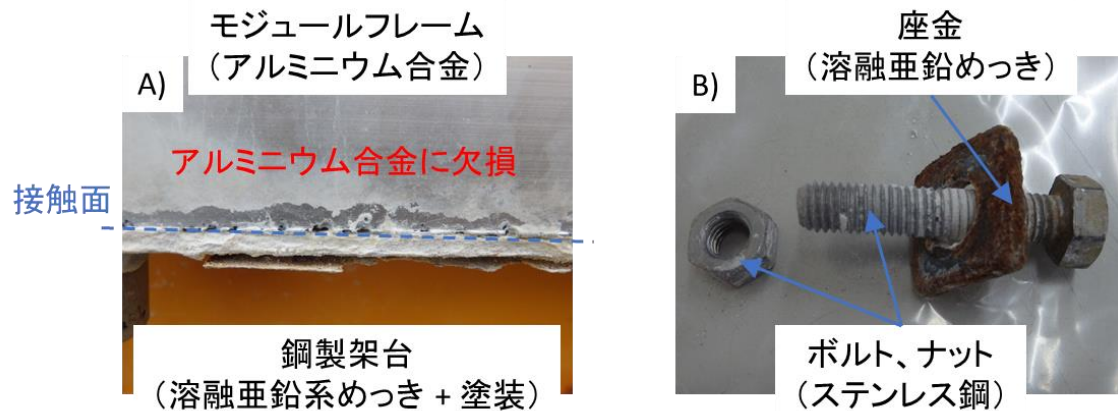 モジュールフレーム
（アルミニウム合金）
A)
アルミニウム合金に欠損
接触面
鋼製架台
（溶融亜鉛系めっき + 塗装）
座金
（溶融亜鉛めっき）
B)
ボルト、ナット
（ステンレス鋼）